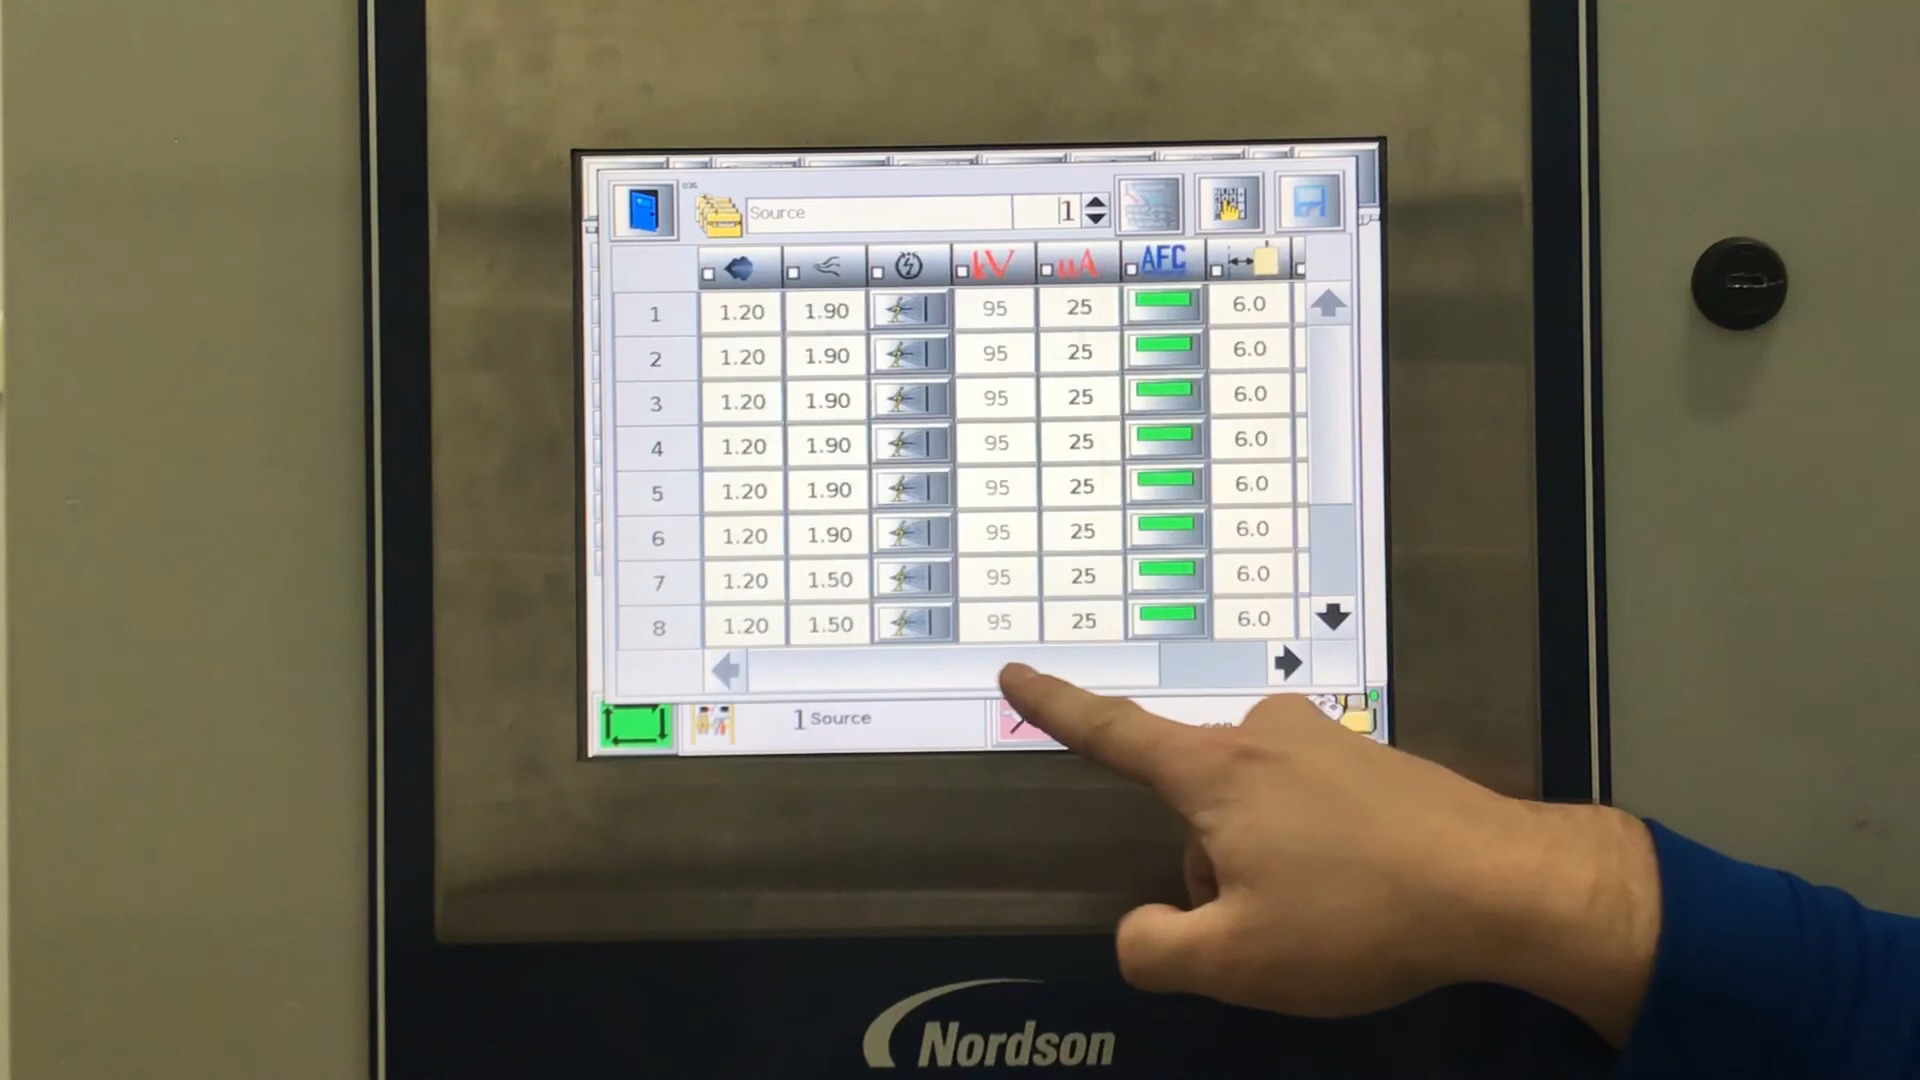 Source 1
kV uA AFC
1 1.20 1.90 95 25 6.0
2 1.20 1.90 95 25 6.0
3 1.20 1.90 95 25 6.0
4 1.20 1.90 95 25 6.0
5 1.20 1.90 95 25 6.0
6 1.20 1.90 95 25 6.0
7 1.20 1.50 95 25 6.0
8 1.20 1.50 95 25 6.0
1 Source
Nordson